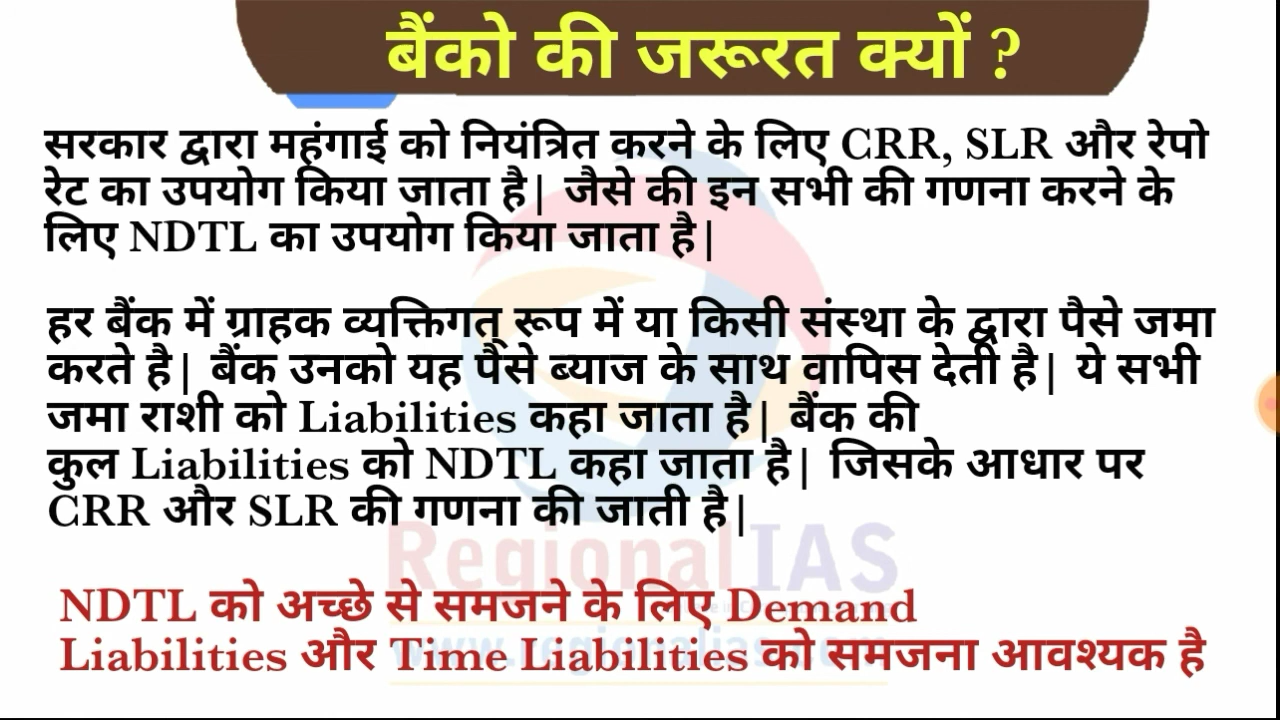 बैंको की जरूरत क्यों ?
सरकार द्वारा महंगाई को नियंत्रित करने के लिए CRR, SLR और रेपो
रेट का उपयोग किया जाता है| जैसे की इन सभी की गणना करने के
लिए NDTL का उपयोग किया जाता है|
हर बैंक में ग्राहक व्यक्तिगत् रूप में या किसी संस्था के द्वारा पैसे जमा
करते है| बैंक उनको यह पैसे ब्याज के साथ वापिस देती है| ये सभी
जमा राशी को Liabilities कहा जाता है| बैंक की
कुल Liabilities को NDTL कहा जाता है| जिसके आधार पर
CRR और SLR की गणना की जाती है|
Regional IAS
NDTL को अच्छे से समजने के लिए Demand
Liabilities और Time Liabilities को समजना आवश्यक है